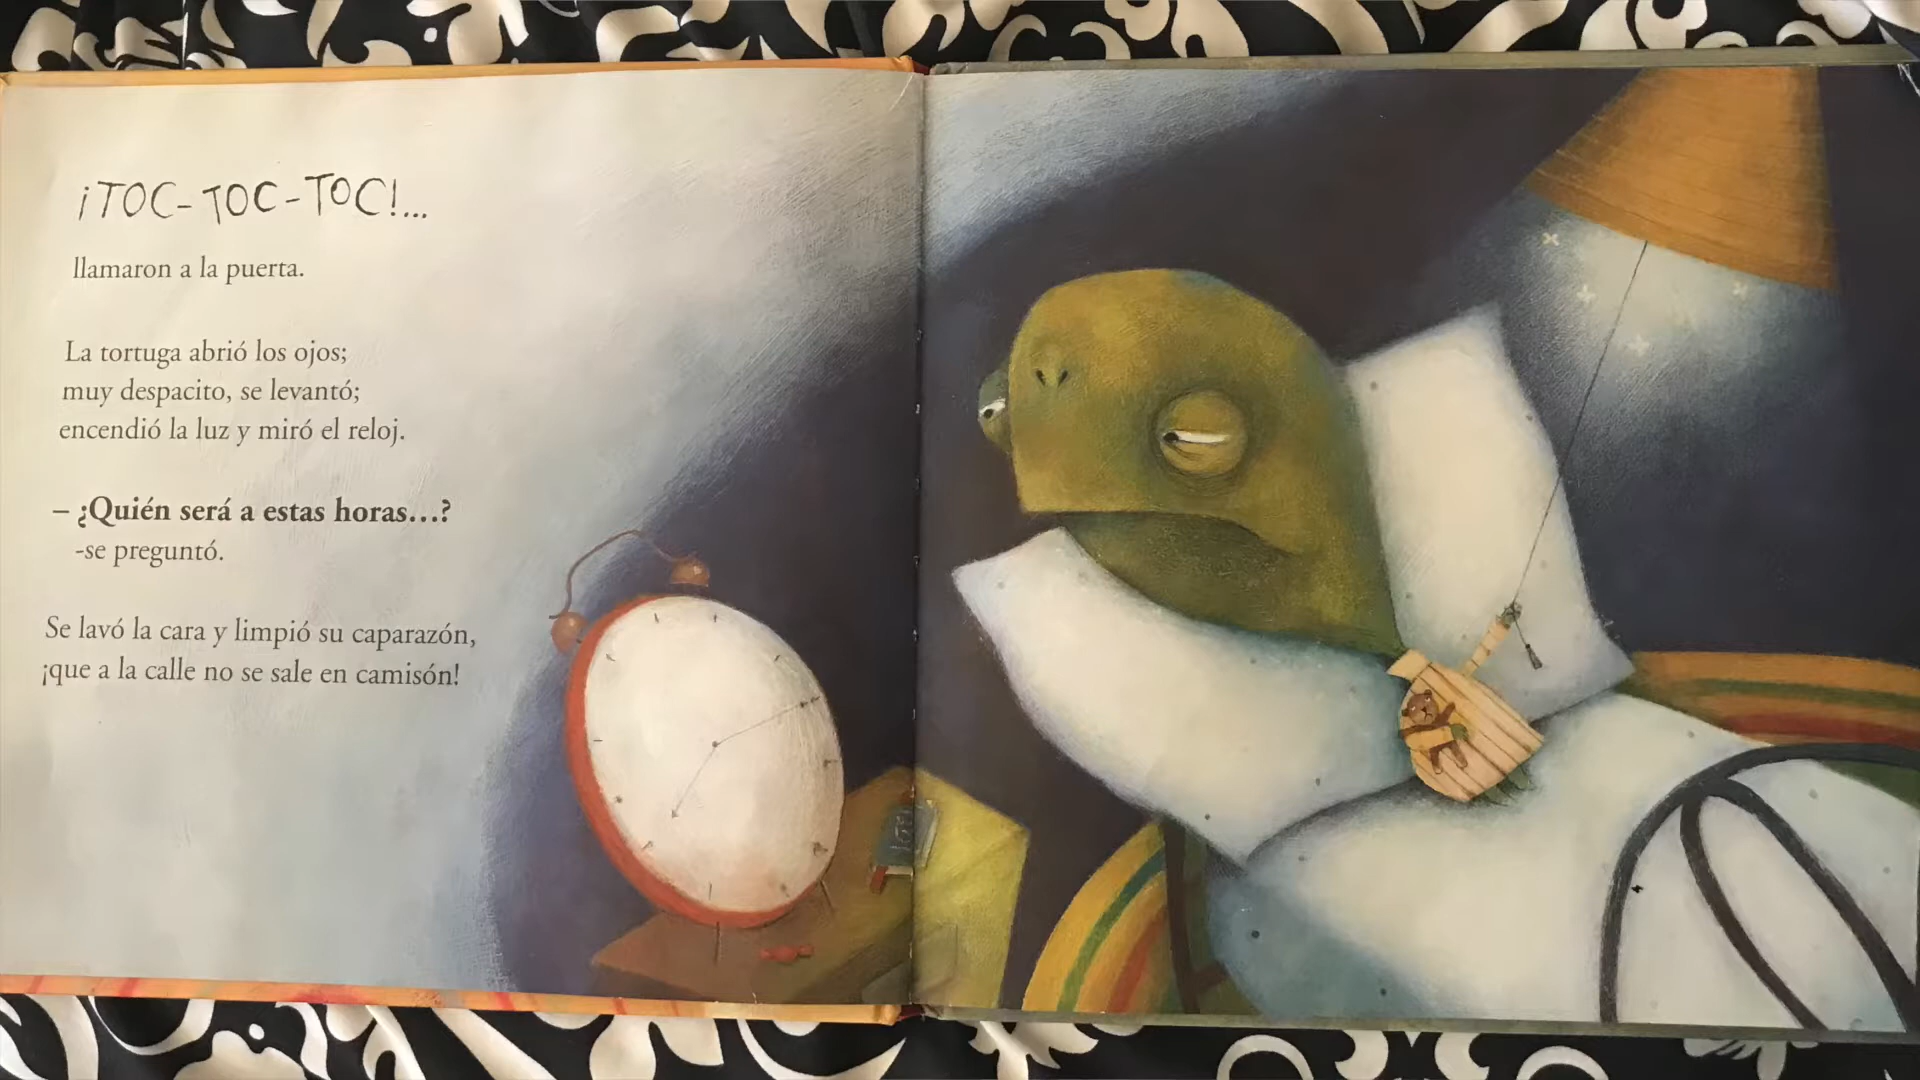 ¡TOC-TOC-TOC!...
llamaron a la puerta.
La tortuga abrió los ojos;
muy despacito, se levantó;
encendió la luz y miró el reloj.
– ¿Quién será a estas horas...?
-se preguntó.
Se lavó la cara y limpió su caparazón,
¡que a la calle no se sale en camisón!